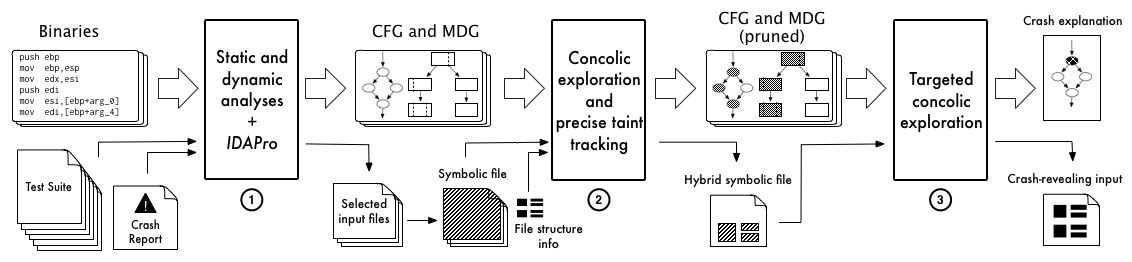 Binaries
push ebp
mov ebp,esp
mov edx,esi
push edi
mov esi,[ebp+arg_0]
mov edi,[ebp+arg_4]
Test Suite
Crash
Report
Static and
dynamic
analyses
+
IDAPro
1
CFG and MDG
Selected
input files
Symbolic file
File structure
info
Concolic
exploration
and
precise taint
tracking
2
CFG and MDG
(pruned)
Hybrid symbolic file
Targeted
concolic
exploration
3
Crash explanation
Crash-revealing input